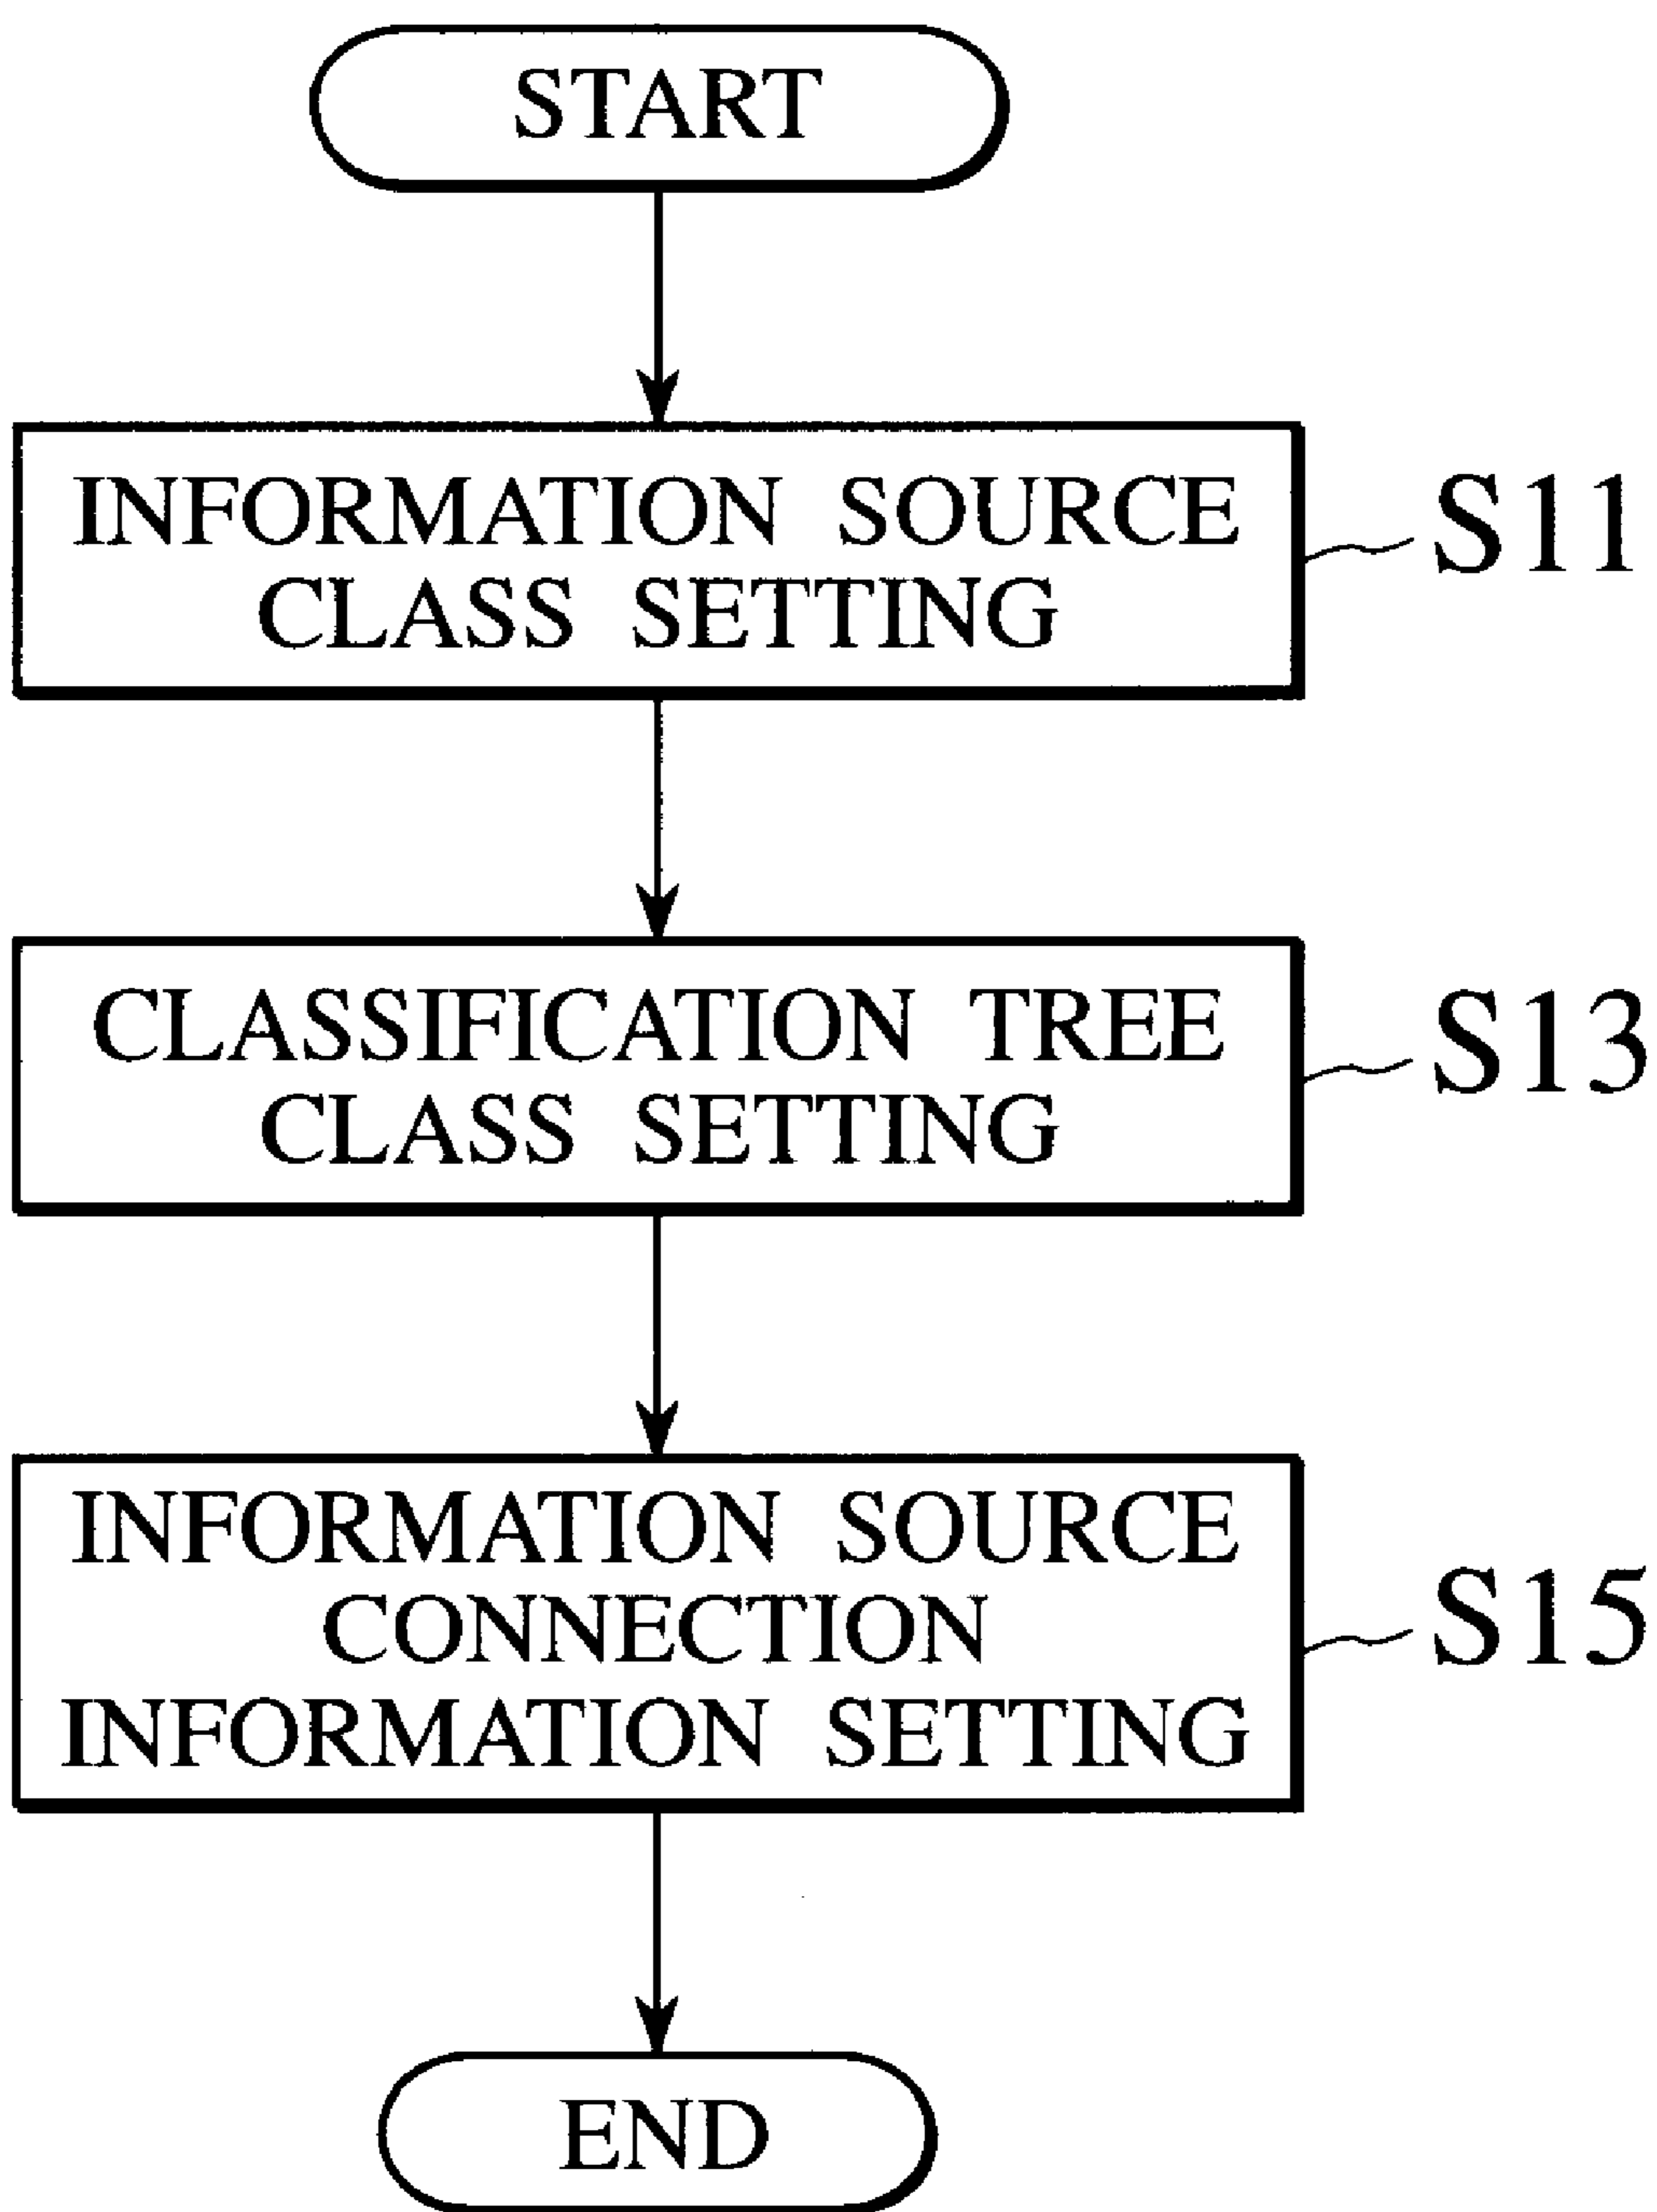 START
INFORMATION SOURCE
CLASS SETTING
S11
CLASSIFICATION TREE
CLASS SETTING
S13
INFORMATION SOURCE
CONNECTION
INFORMATION SETTING
S15
END